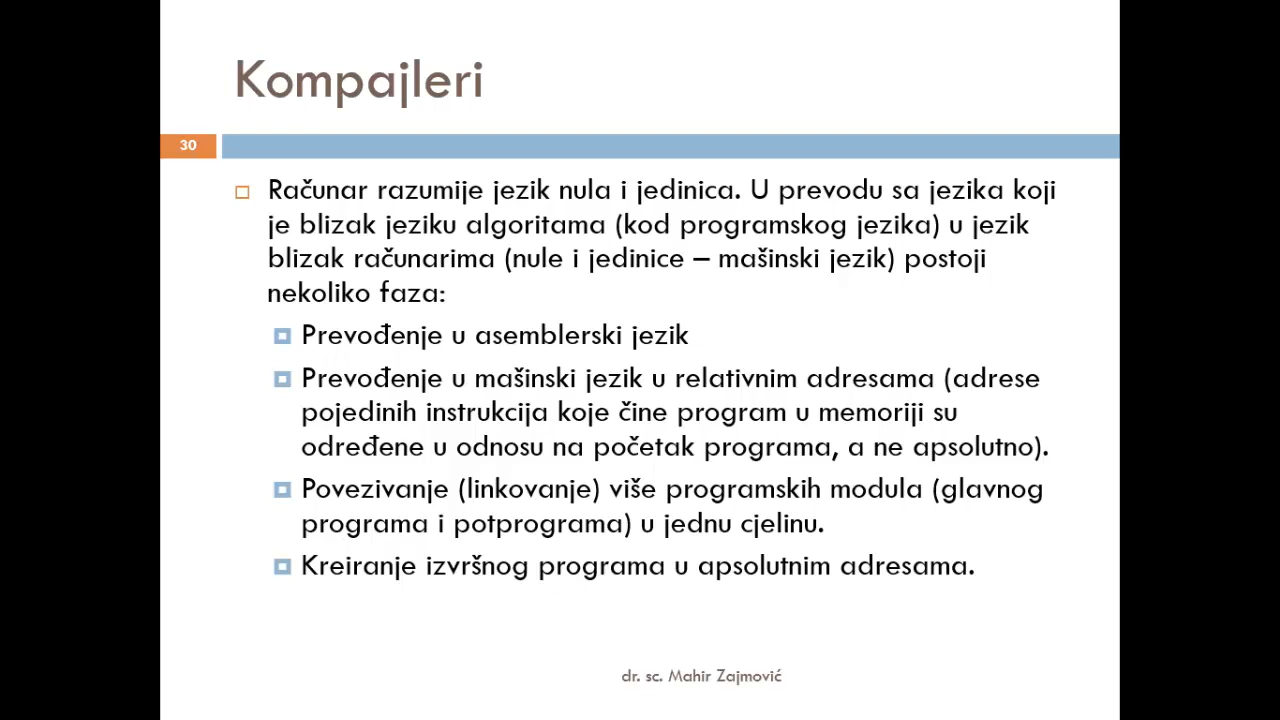 Kompajleri
30
Računar razumije jezik nula i jedinica. U prevodu sa jezika koji
je blizak jeziku algoritama (kod programskog jezika) u jezik
blizak računarima (nule i jedinice – mašinski jezik) postoji
nekoliko faza:
Prevođenje u asemblerski jezik
Prevođenje u mašinski jezik u relativnim adresama (adrese
pojedinih instrukcija koje čine program u memoriji su
određene u odnosu na početak programa, a ne apsolutno).
Povezivanje (linkovanje) više programskih modula (glavnog
programa i potprograma) u jednu cjelinu.
Kreiranje izvršnog programa u apsolutnim adresama.
dr. sc. Mahir Zajmović